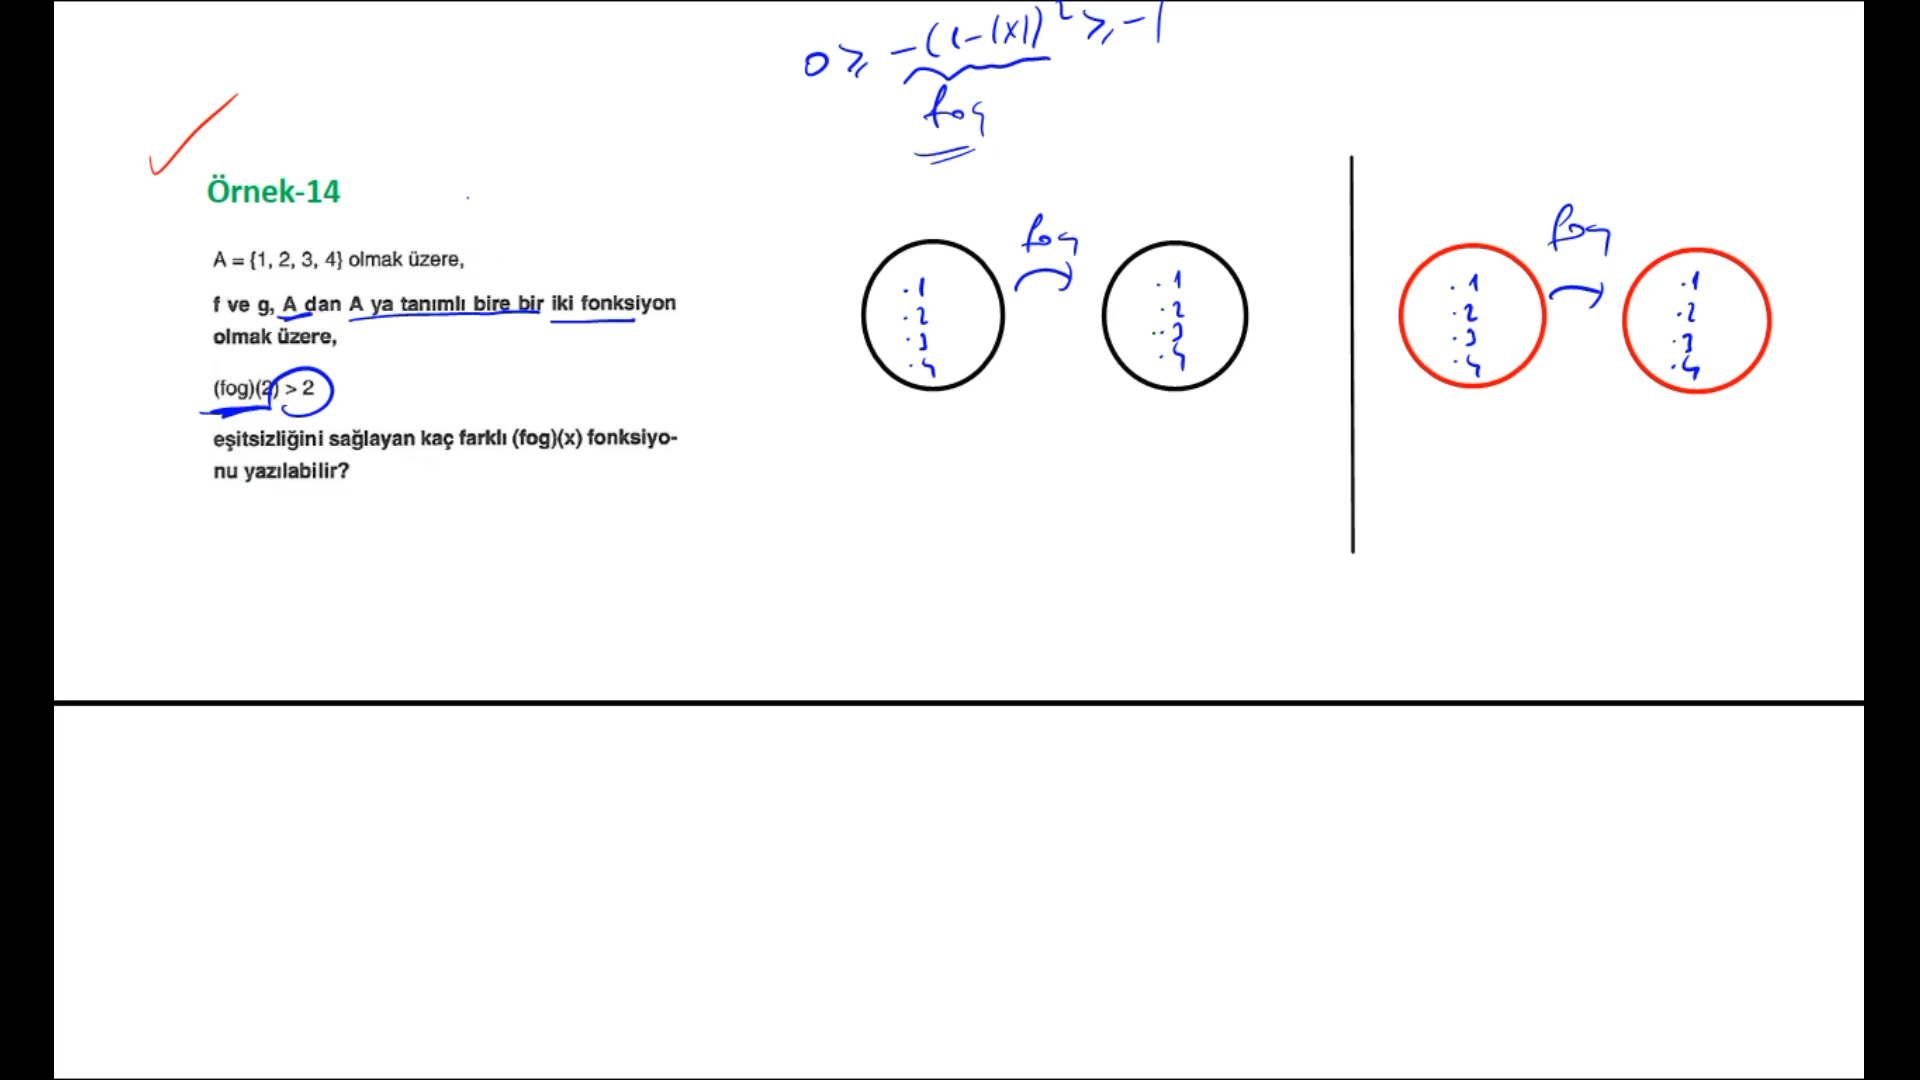 0 ≥ -(1-|x|)² ≥ -1
fog
Örnek-14
A = {1, 2, 3, 4} olmak üzere,
f ve g, A dan A ya tanımlı bire bir iki fonksiyon
olmak üzere,
(fog)(2) > 2
eşitsizliğini sağlayan kaç farklı (fog)(x) fonksiyo-
nu yazılabilir?
fog
.1
.2
.3
.4
.1
.2
.3
.4
fog
.1
.2
.3
.4
.1
.2
.3
.4